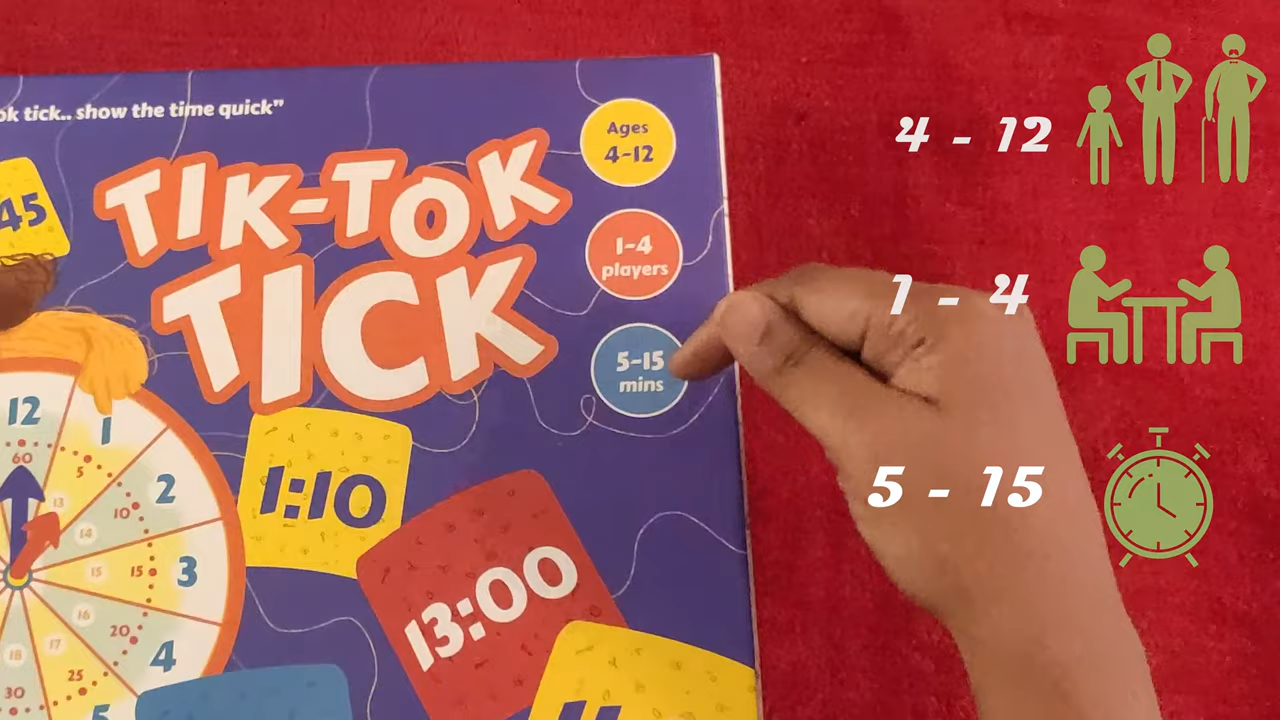 ok tick.. show the time quick"
TIK-TOK
TICK
Ages
4-12
1-4
players
5-15
mins
45
1:10
13:00
12
60
1
5
13
2
10
14
3
15
15
4
20
16
17
25
18
30
5
4 - 12
1 - 4
5 - 15